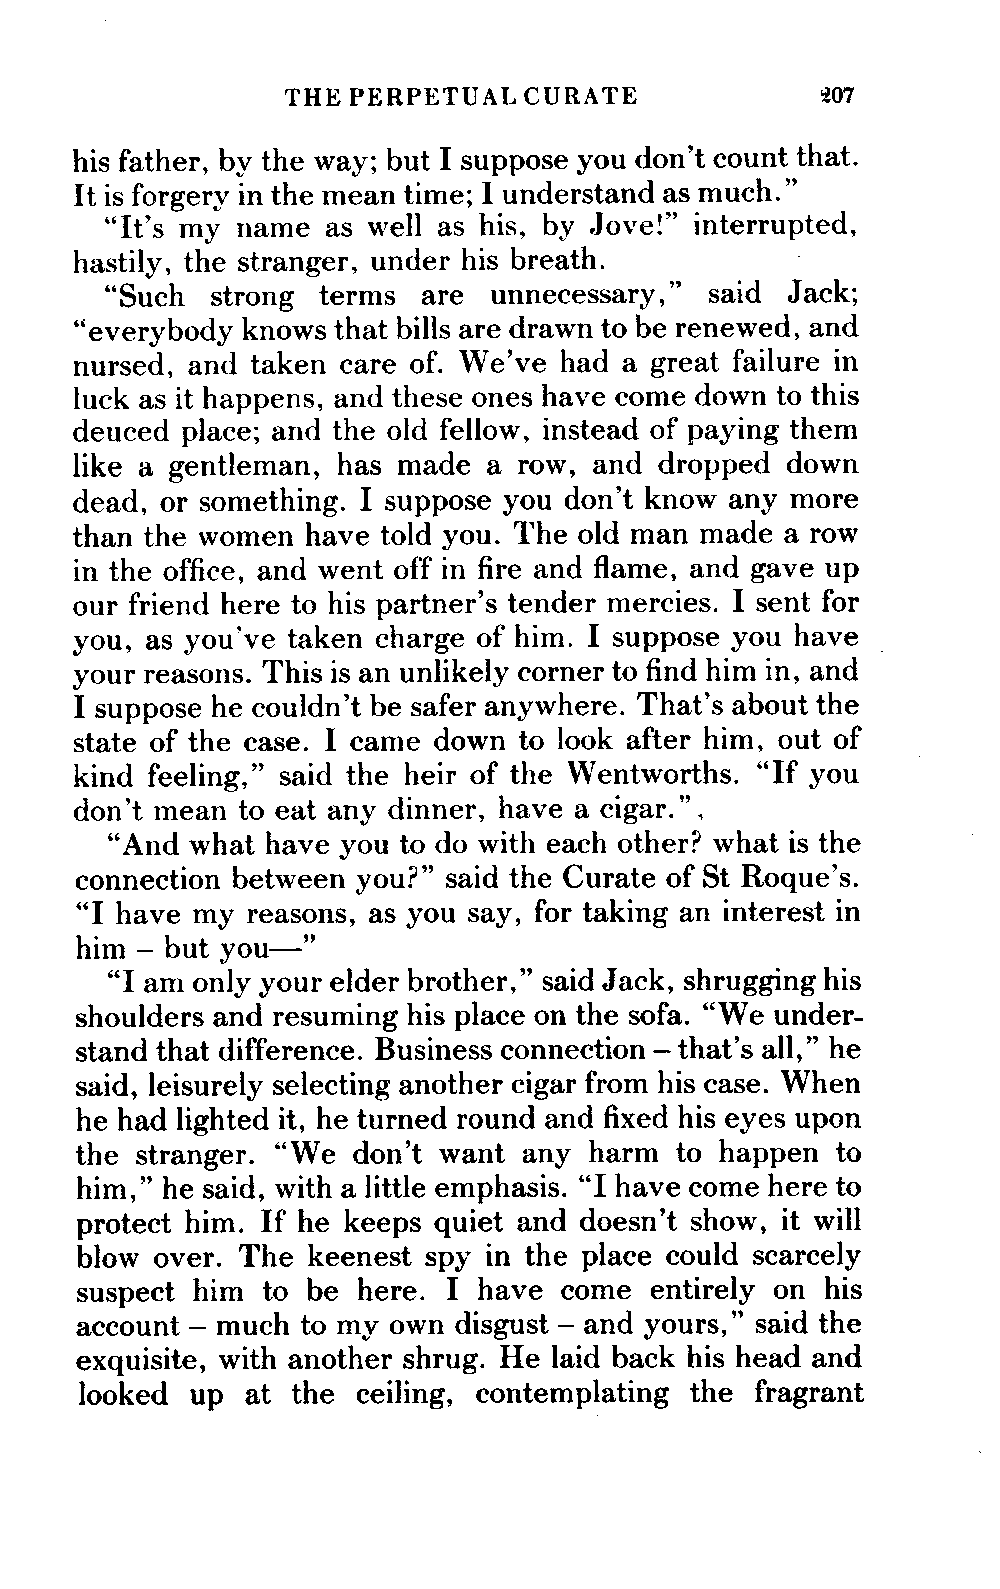 THE PERPETUAL CURATE 207
his father, by the way; but I suppose you don't count that.
It is forgery in the mean time; I understand as much.”
“It's my name as well as his, by Jove!” interrupted,
hastily, the stranger, under his breath.
“Such strong terms are unnecessary,” said Jack;
“everybody knows that bills are drawn to be renewed, and
nursed, and taken care of. We've had a great failure in
luck as it happens, and these ones have come down to this
deuced place; and the old fellow, instead of paying them
like a gentleman, has made a row, and dropped down
dead, or something. I suppose you don't know any more
than the women have told you. The old man made a row
in the office, and went off in fire and flame, and gave up
our friend here to his partner's tender mercies. I sent for
you, as you've taken charge of him. I suppose you have
your reasons. This is an unlikely corner to find him in, and
I suppose he couldn't be safer anywhere. That's about the
state of the case. I came down to look after him, out of
kind feeling,” said the heir of the Wentworths. “If you
don't mean to eat any dinner, have a cigar.”
“And what have you to do with each other? what is the
connection between you?” said the Curate of St Roque's.
“I have my reasons, as you say, for taking an interest in
him – but you—”
“I am only your elder brother,” said Jack, shrugging his
shoulders and resuming his place on the sofa. “We under-
stand that difference. Business connection – that's all,” he
said, leisurely selecting another cigar from his case. When
he had lighted it, he turned round and fixed his eyes upon
the stranger. “We don't want any harm to happen to
him,” he said, with a little emphasis. “I have come here to
protect him. If he keeps quiet and doesn't show, it will
blow over. The keenest spy in the place could scarcely
suspect him to be here. I have come entirely on his
account – much to my own disgust – and yours,” said the
exquisite, with another shrug. He laid back his head and
looked up at the ceiling, contemplating the fragrant